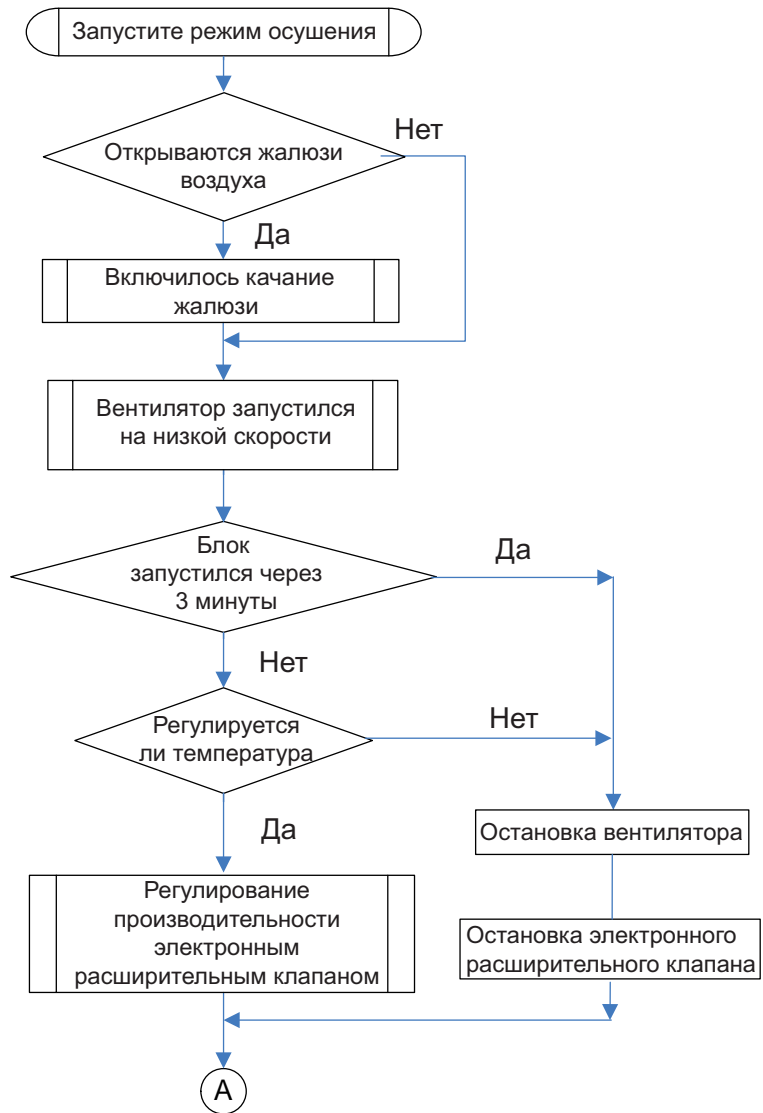 Запустите режим осушения
Нет
Открываются жалюзи
воздуха
Да
Включилось качание
жалюзи
Вентилятор запустился
на низкой скорости
Блок
запустился через
3 минуты
Да
Нет
Регулируется
ли температура
Нет
Да
Остановка вентилятора
Регулирование
производительности
электронным
расширительным клапаном
Остановка электронного
расширительного клапана
А